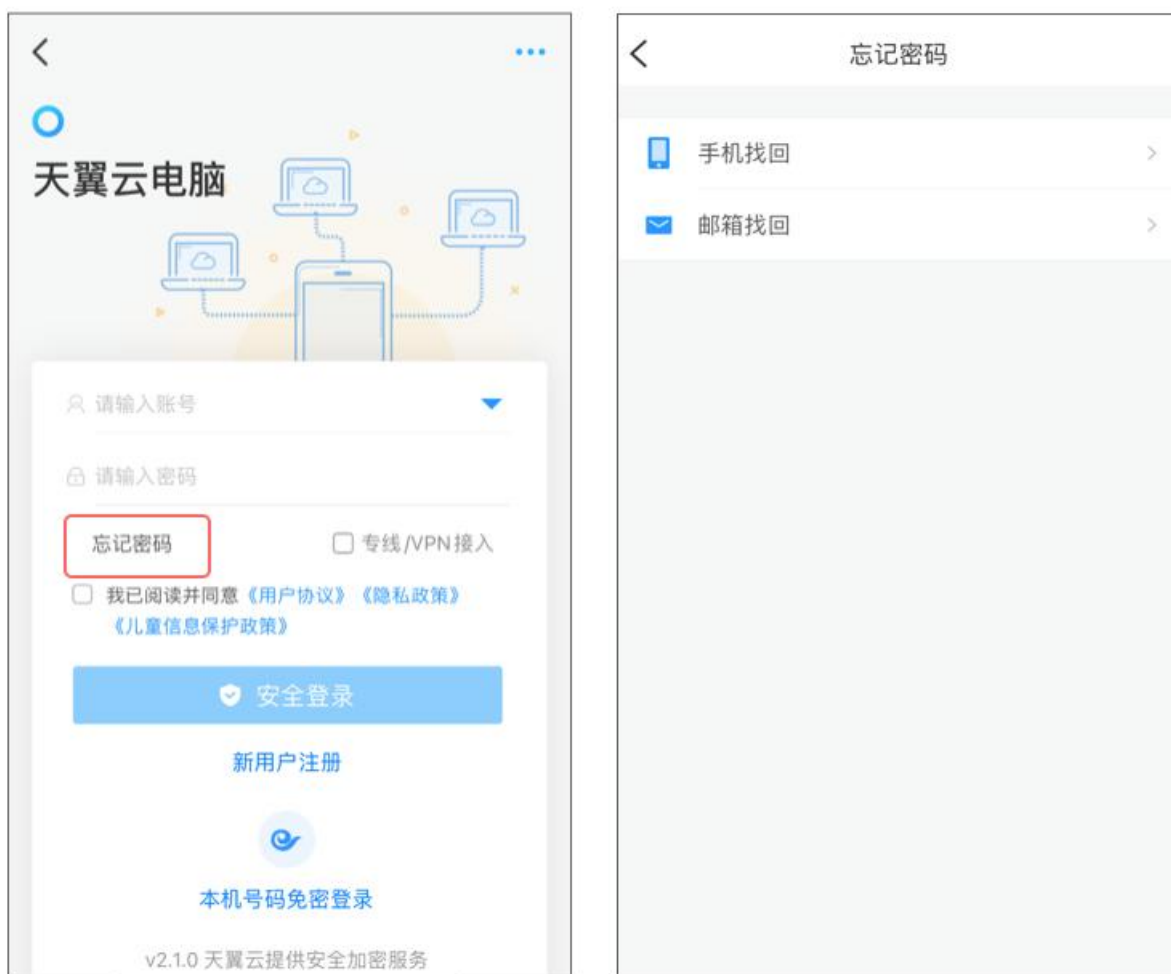 天翼云电脑
请输入账号
请输入密码
忘记密码
专线/VPN接入
我已阅读并同意《用户协议》《隐私政策》
《儿童信息保护政策》
安全登录
新用户注册
本机号码免密登录
v2.1.0 天翼云提供安全加密服务
忘记密码
手机找回
邮箱找回